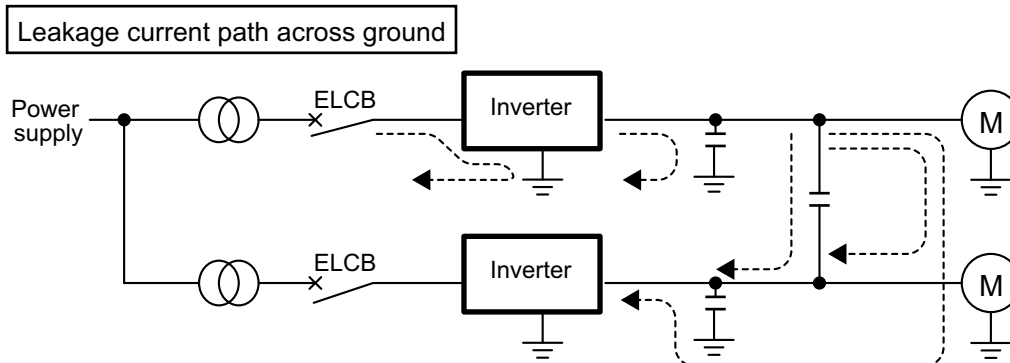 Leakage current path across ground
Power
supply
ELCB
Inverter
M
ELCB
Inverter
M